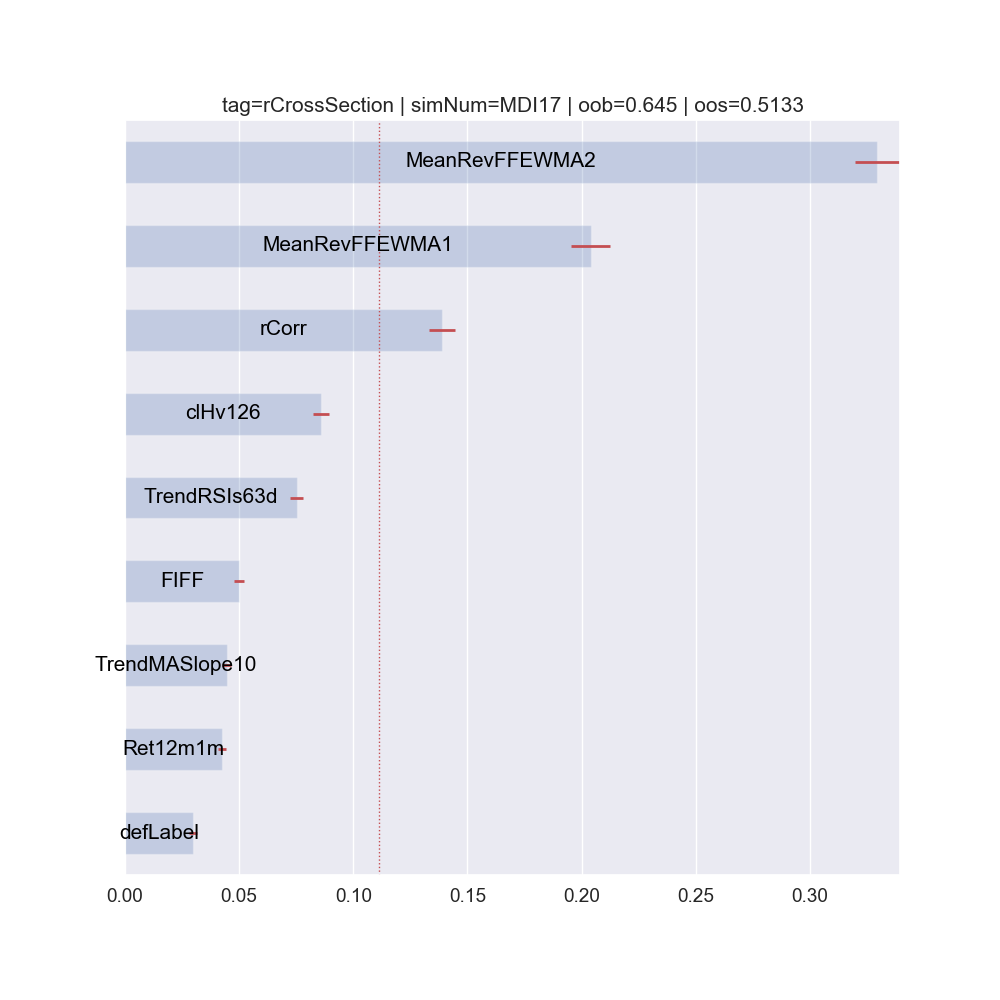 tag=rCrossSection | simNum=MDI17 | oob=0.645 | oos=0.5133
MeanRevFFEWMA2
MeanRevFFEWMA1
rCorr
clHv126
TrendRSIs63d
FIFF
TrendMASlope10
Ret12m1m
defLabel
0.00 0.05 0.10 0.15 0.20 0.25 0.30